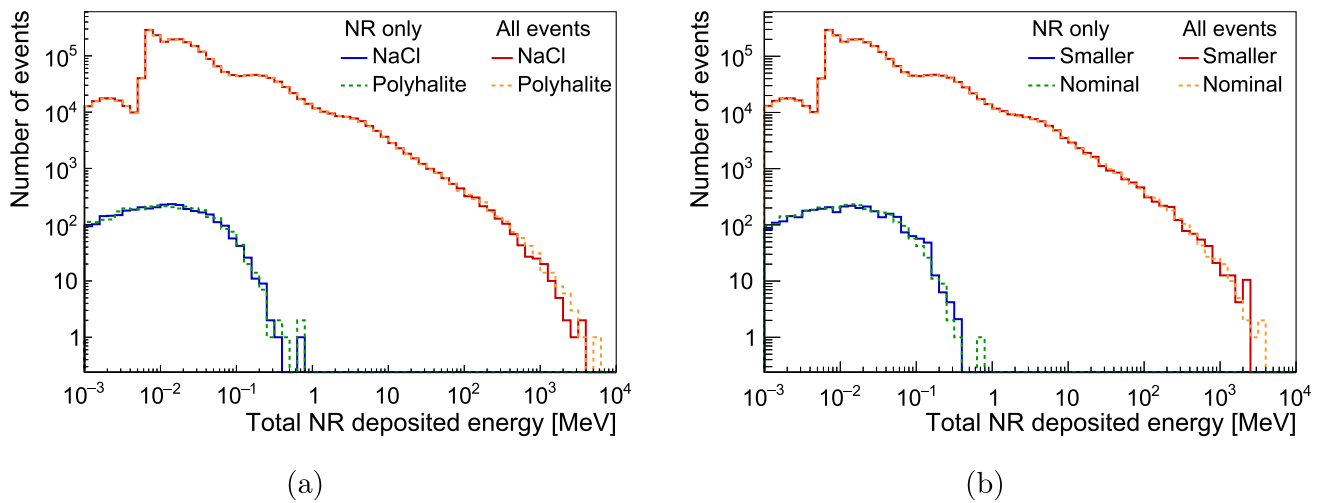 Number of events
10⁵
10⁴
10³
10²
10
1
NR only All events
NaCl NaCl
Polyhalite Polyhalite
10⁻³ 10⁻² 10⁻¹ 1 10 10² 10³ 10⁴
Total NR deposited energy [MeV]
(a)
Number of events
10⁵
10⁴
10³
10²
10
1
NR only All events
Smaller Smaller
Nominal Nominal
10⁻³ 10⁻² 10⁻¹ 1 10 10² 10³ 10⁴
Total NR deposited energy [MeV]
(b)